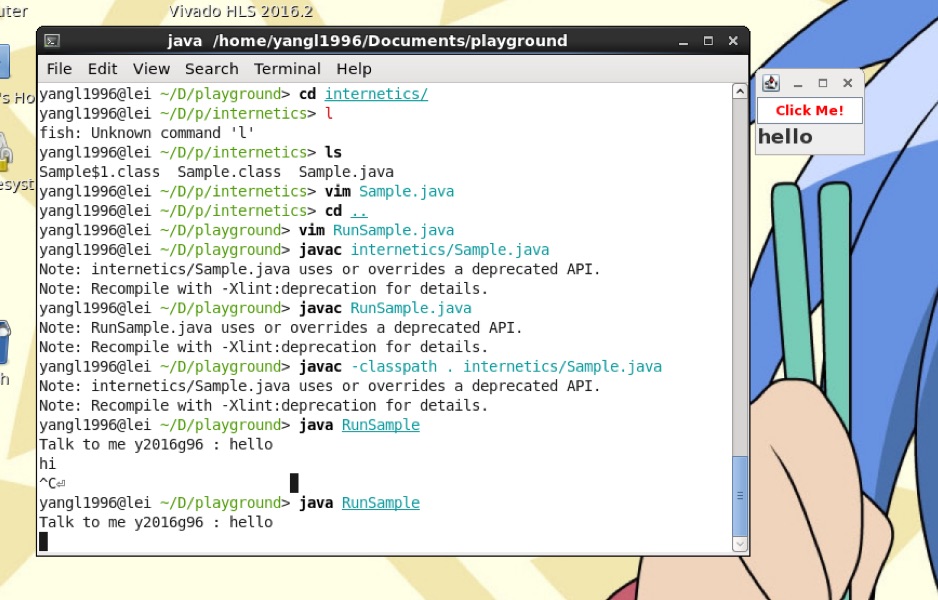 uter
Vivado HLS 2016.2
java /home/yangl1996/Documents/playground
File Edit View Search Terminal Help
yangl1996@lei ~/D/playground> cd internetics/
yangl1996@lei ~/D/p/internetics> l
fish: Unknown command 'l'
yangl1996@lei ~/D/p/internetics> ls
Sample$1.class  Sample.class  Sample.java
yangl1996@lei ~/D/p/internetics> vim Sample.java
yangl1996@lei ~/D/p/internetics> cd ..
yangl1996@lei ~/D/playground> vim RunSample.java
yangl1996@lei ~/D/playground> javac internetics/Sample.java
Note: internetics/Sample.java uses or overrides a deprecated API.
Note: Recompile with -Xlint:deprecation for details.
yangl1996@lei ~/D/playground> javac RunSample.java
Note: RunSample.java uses or overrides a deprecated API.
Note: Recompile with -Xlint:deprecation for details.
yangl1996@lei ~/D/playground> javac -classpath . internetics/Sample.java
Note: internetics/Sample.java uses or overrides a deprecated API.
Note: Recompile with -Xlint:deprecation for details.
yangl1996@lei ~/D/playground> java RunSample
Talk to me y2016g96 : hello
hi
^C⏎
yangl1996@lei ~/D/playground> java RunSample
Talk to me y2016g96 : hello
Click Me!
hello
's Ho
esyst
h